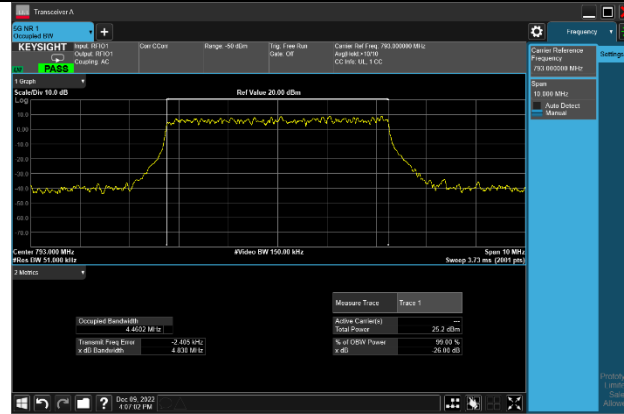 Transceiver A
5G NR 1
Occupied BW
+
Frequency
KEYSIGHT
Input: RFIO1
Output: RFIO1
Coupling: AC
Corr CCorr
Range: -50 dBm
Trig: Free Run
Gate: Off
Carrier Ref Freq: 793.000000 MHz
Avg|Hold:>10/10
CC Info: UL, 1 CC
PASS
Carrier Reference
Frequency
793.000000 MHz
Settings
Span
10.000 MHz
Auto Detect
Manual
1 Graph
Scale/Div 10.0 dB
Ref Value 20.00 dBm
Log
10.0
0.00
-10.0
-20.0
-30.0
-40.0
-50.0
-60.0
-70.0
Center 793.000 MHz
#Video BW 150.00 kHz
Span 10 MHz
#Res BW 51.000 kHz
Sweep 3.73 ms (2001 pts)
2 Metrics
Measure Trace
Trace 1
Occupied Bandwidth
4.4602 MHz
Active Carrier(s)
---
Total Power
25.2 dBm
Transmit Freq Error
-2.405 kHz
% of OBW Power
99.00 %
x dB Bandwidth
4.830 MHz
x dB
-26.00 dB
?
Dec 09, 2022
4:07:02 PM